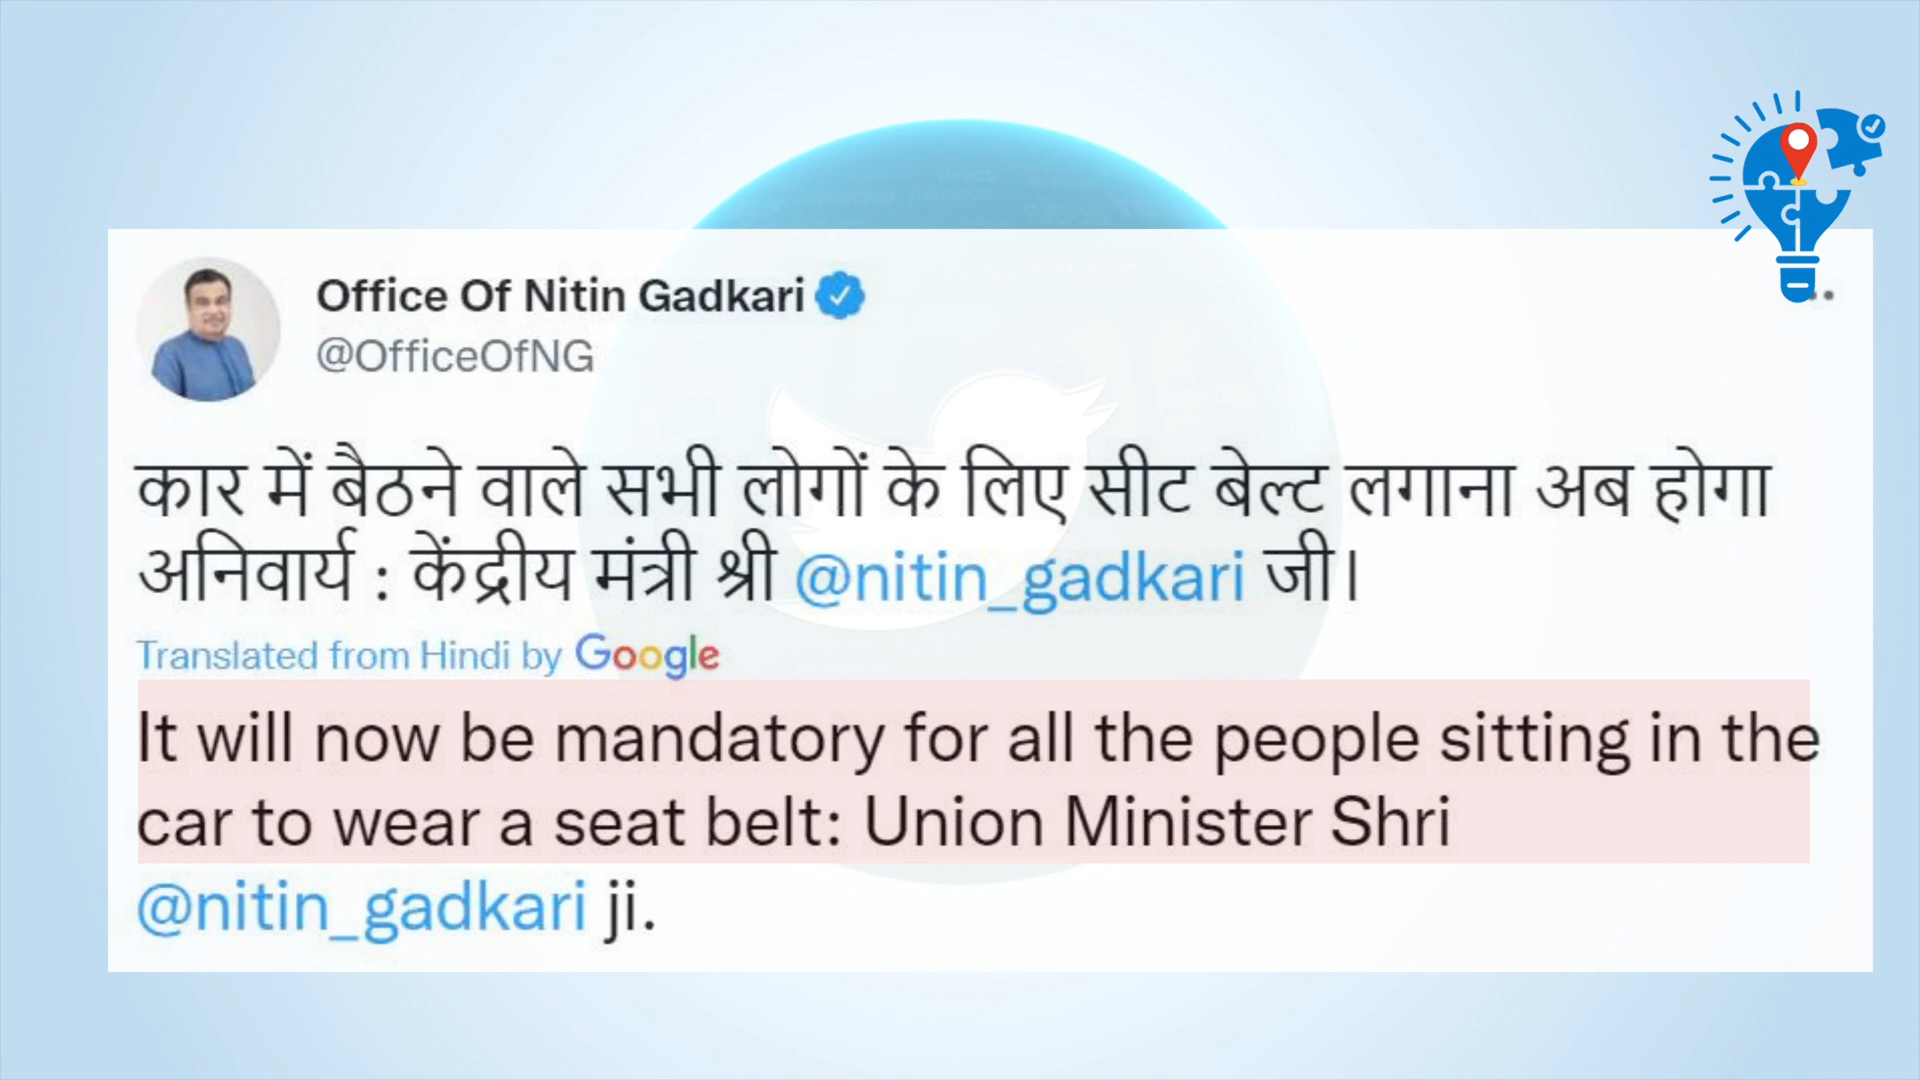 Office Of Nitin Gadkari
@OfficeOfNG
कार में बैठने वाले सभी लोगों के लिए सीट बेल्ट लगाना अब होगा
अनिवार्य : केंद्रीय मंत्री श्री @nitin_gadkari जी।
Translated from Hindi by Google
It will now be mandatory for all the people sitting in the
car to wear a seat belt: Union Minister Shri
@nitin_gadkari ji.